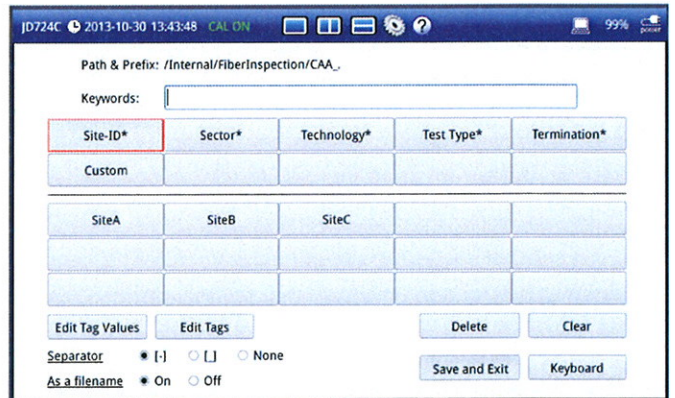 JD724C 2013-10-30 13:43:48 CAL ON 99%
power
Path & Prefix: /Internal/FiberInspection/CAA_.
Keywords:
Site-ID* Sector* Technology* Test Type* Termination*
Custom
SiteA SiteB SiteC
Edit Tag Values Edit Tags Delete Clear
Separator [-] [_] None
Save and Exit Keyboard
As a filename On Off